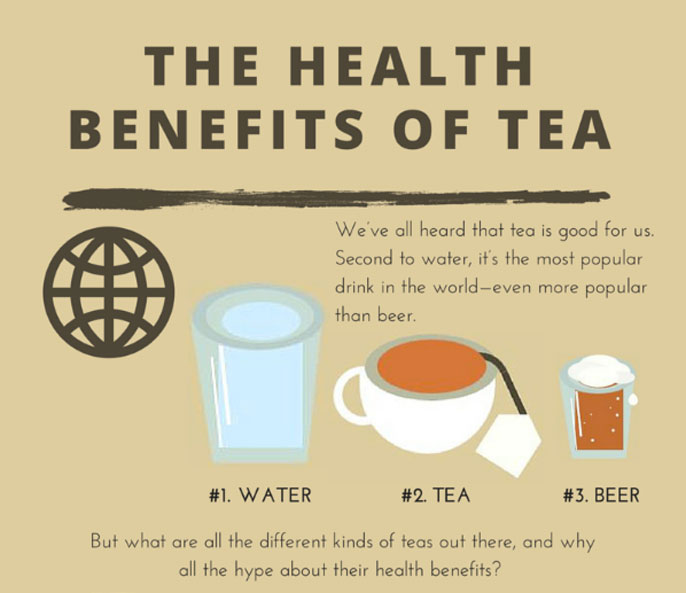 THE HEALTH
BENEFITS OF TEA
We've all heard that tea is good for us.
Second to water, it's the most popular
drink in the world—even more popular
than beer.
#1. WATER
#2. TEA
#3. BEER
But what are all the different kinds of teas out there, and why
all the hype about their health benefits?